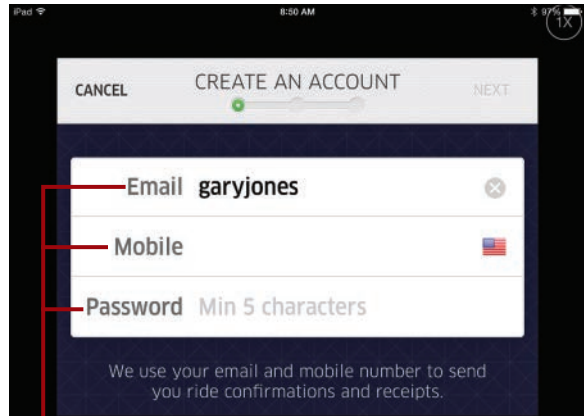 iPad 8:50 AM 97%
1X
CANCEL CREATE AN ACCOUNT NEXT
Email garyjones
Mobile
Password Min 5 characters
We use your email and mobile number to send
you ride confirmations and receipts.